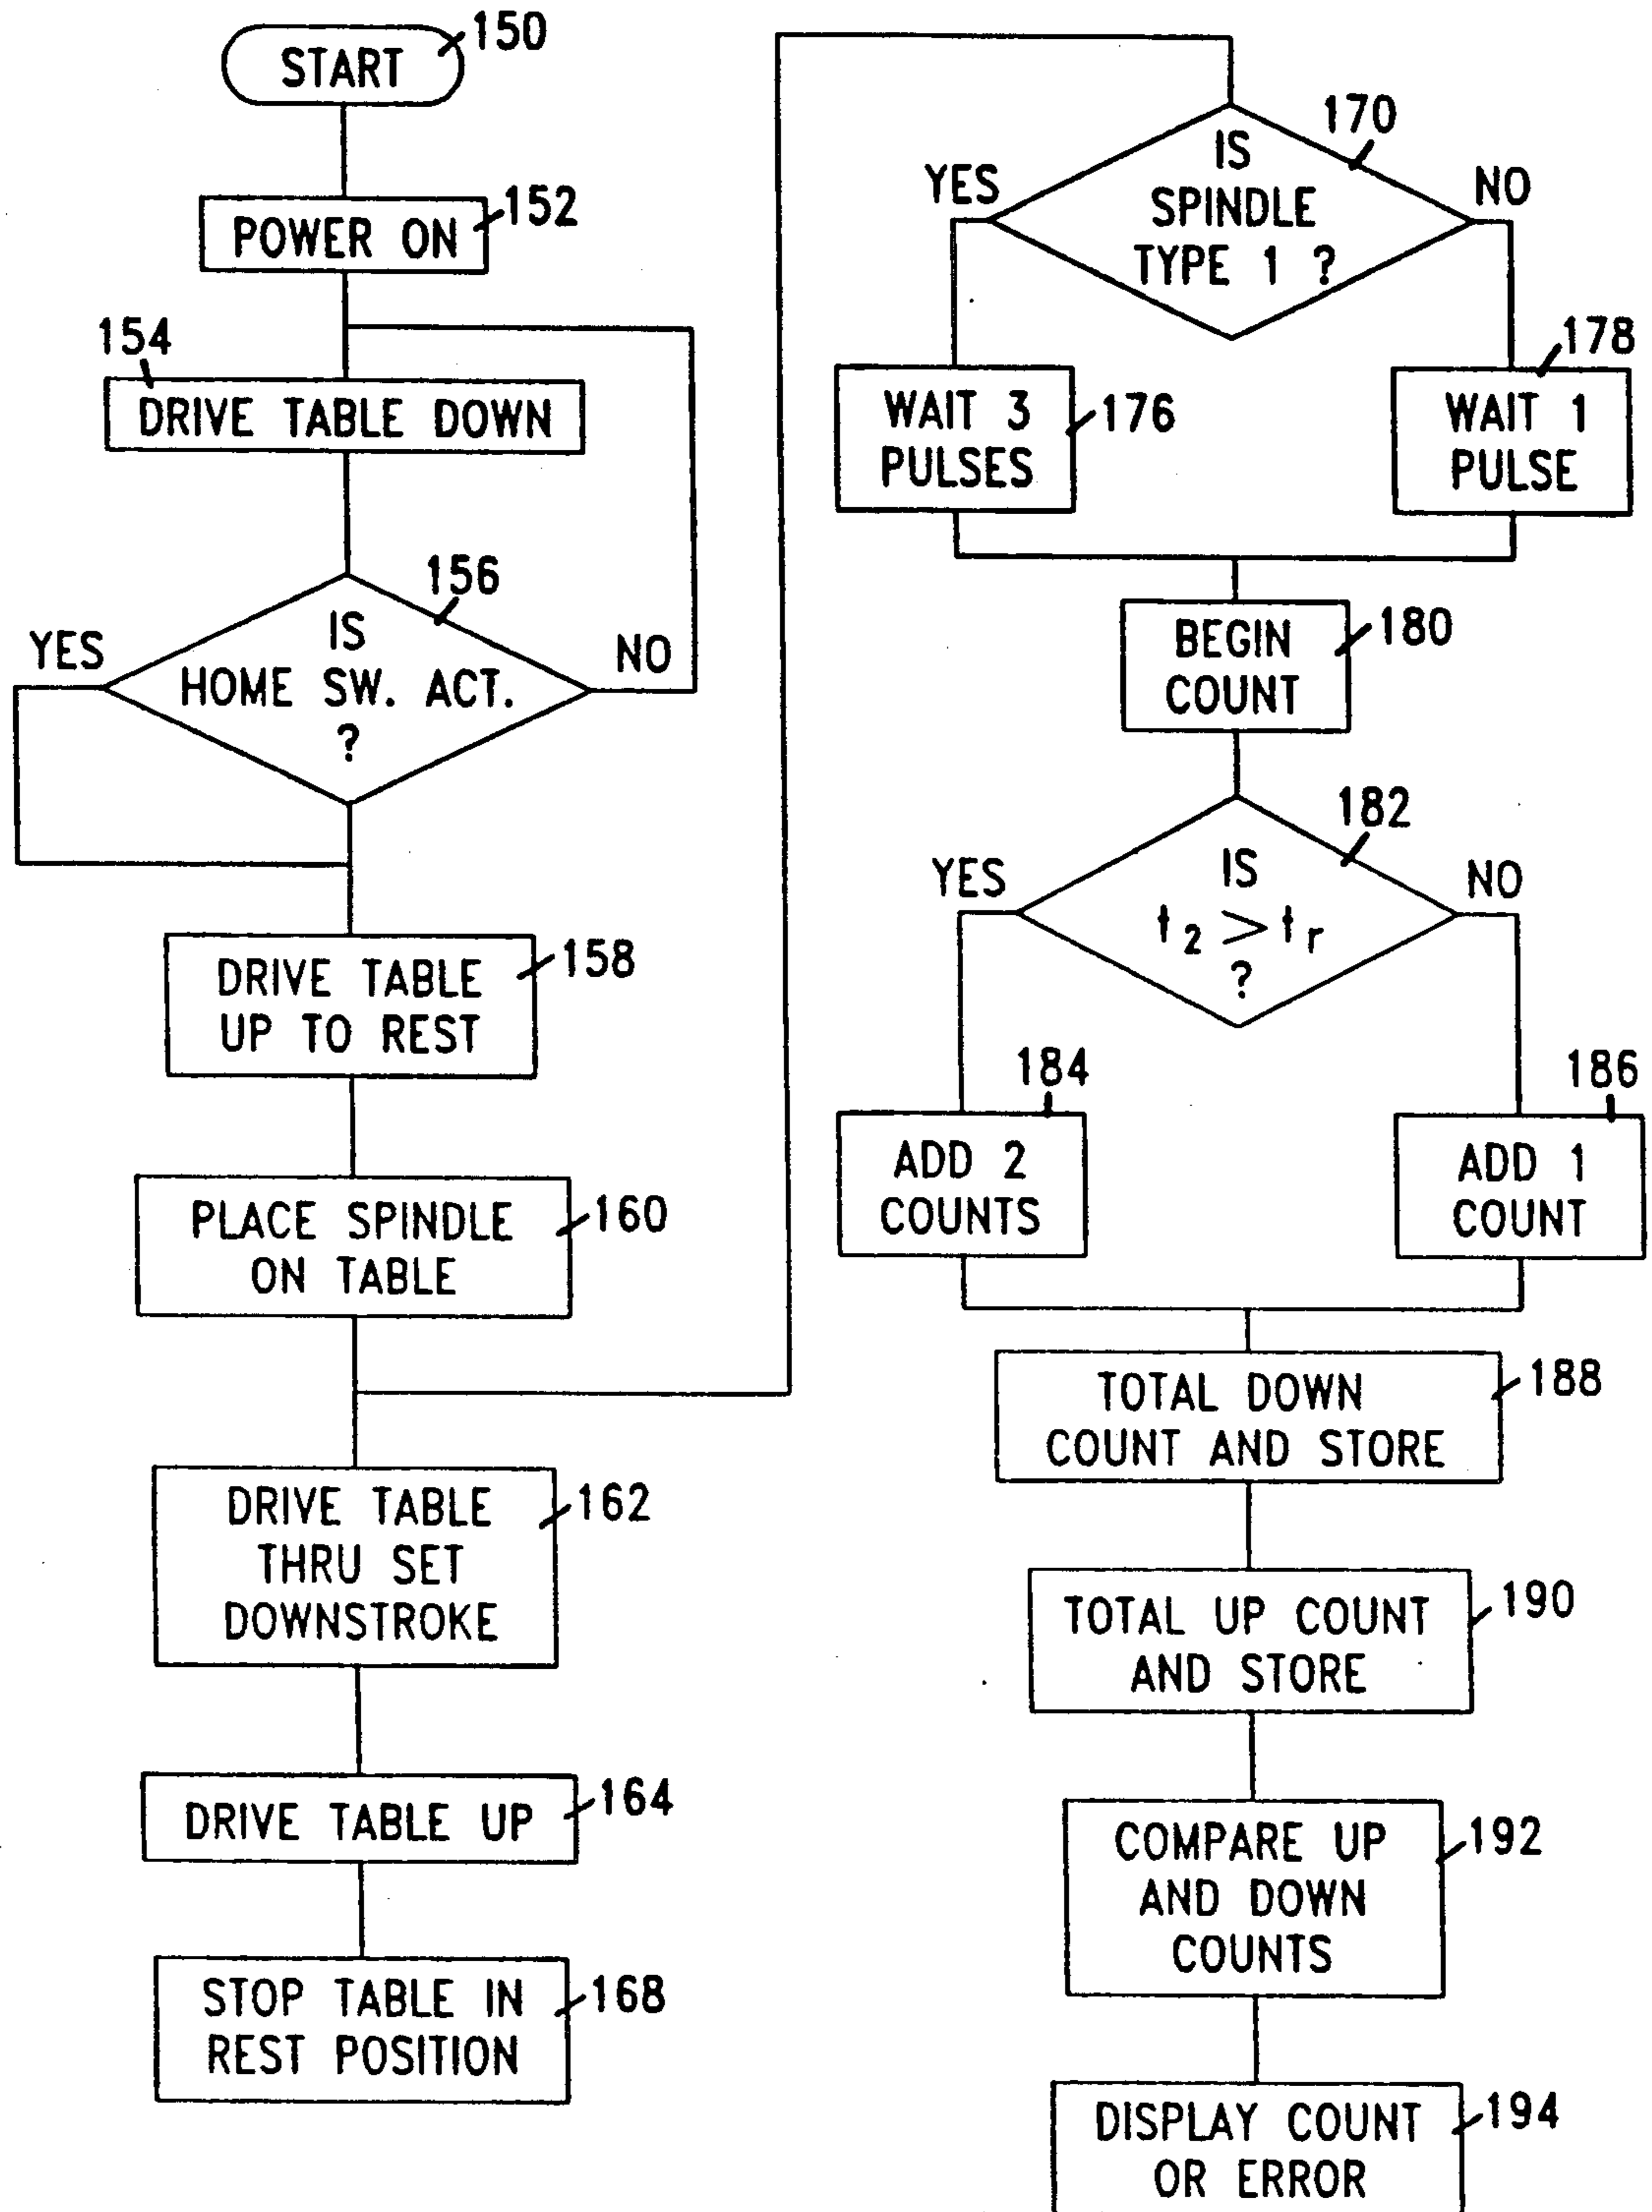 START
150
POWER ON
152
154
DRIVE TABLE DOWN
156
YES
IS
HOME SW. ACT.
?
NO
DRIVE TABLE
UP TO REST
158
PLACE SPINDLE
ON TABLE
160
DRIVE TABLE
THRU SET
DOWNSTROKE
162
DRIVE TABLE UP
164
STOP TABLE IN
REST POSITION
168
170
YES
IS
SPINDLE
TYPE 1 ?
NO
WAIT 3
PULSES
176
178
WAIT 1
PULSE
BEGIN
COUNT
180
182
YES
IS
t₂ > tᵣ
?
NO
184
ADD 2
COUNTS
186
ADD 1
COUNT
TOTAL DOWN
COUNT AND STORE
188
TOTAL UP COUNT
AND STORE
190
COMPARE UP
AND DOWN
COUNTS
192
DISPLAY COUNT
OR ERROR
194